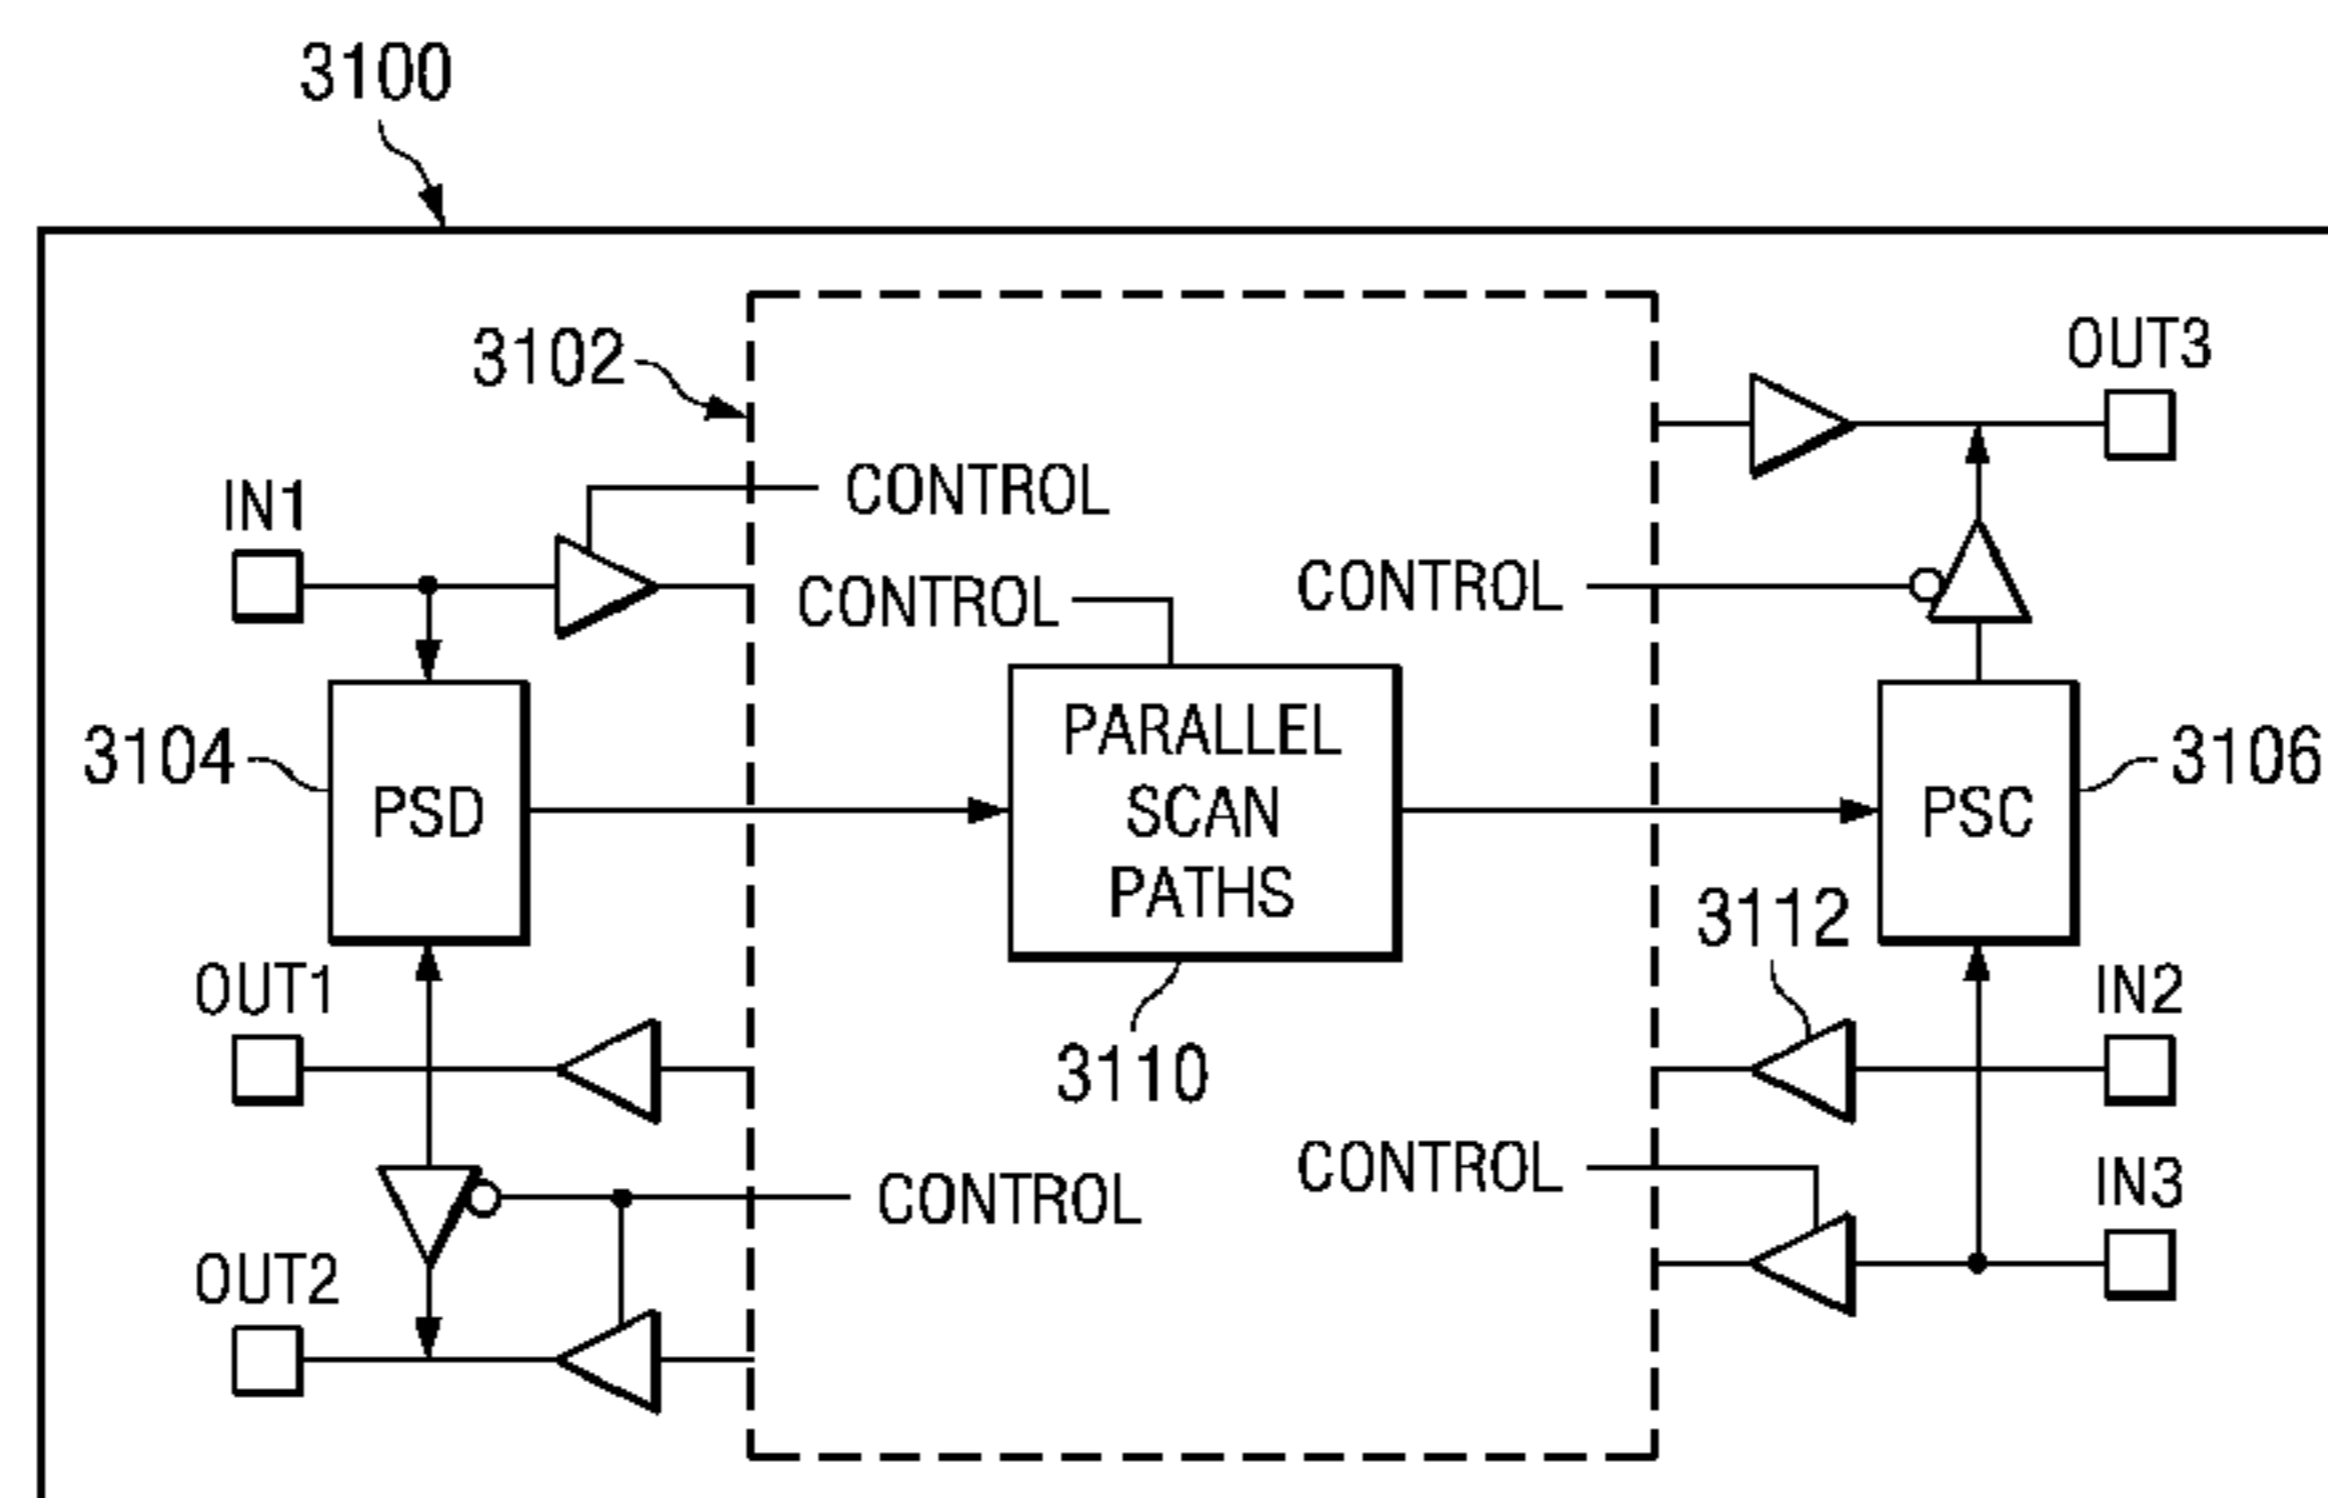 3100
3102
OUT3
IN1
CONTROL
CONTROL
CONTROL
3104
PSD
PARALLEL
SCAN
PATHS
PSC
3106
3112
OUT1
IN2
3110
CONTROL
CONTROL
IN3
OUT2